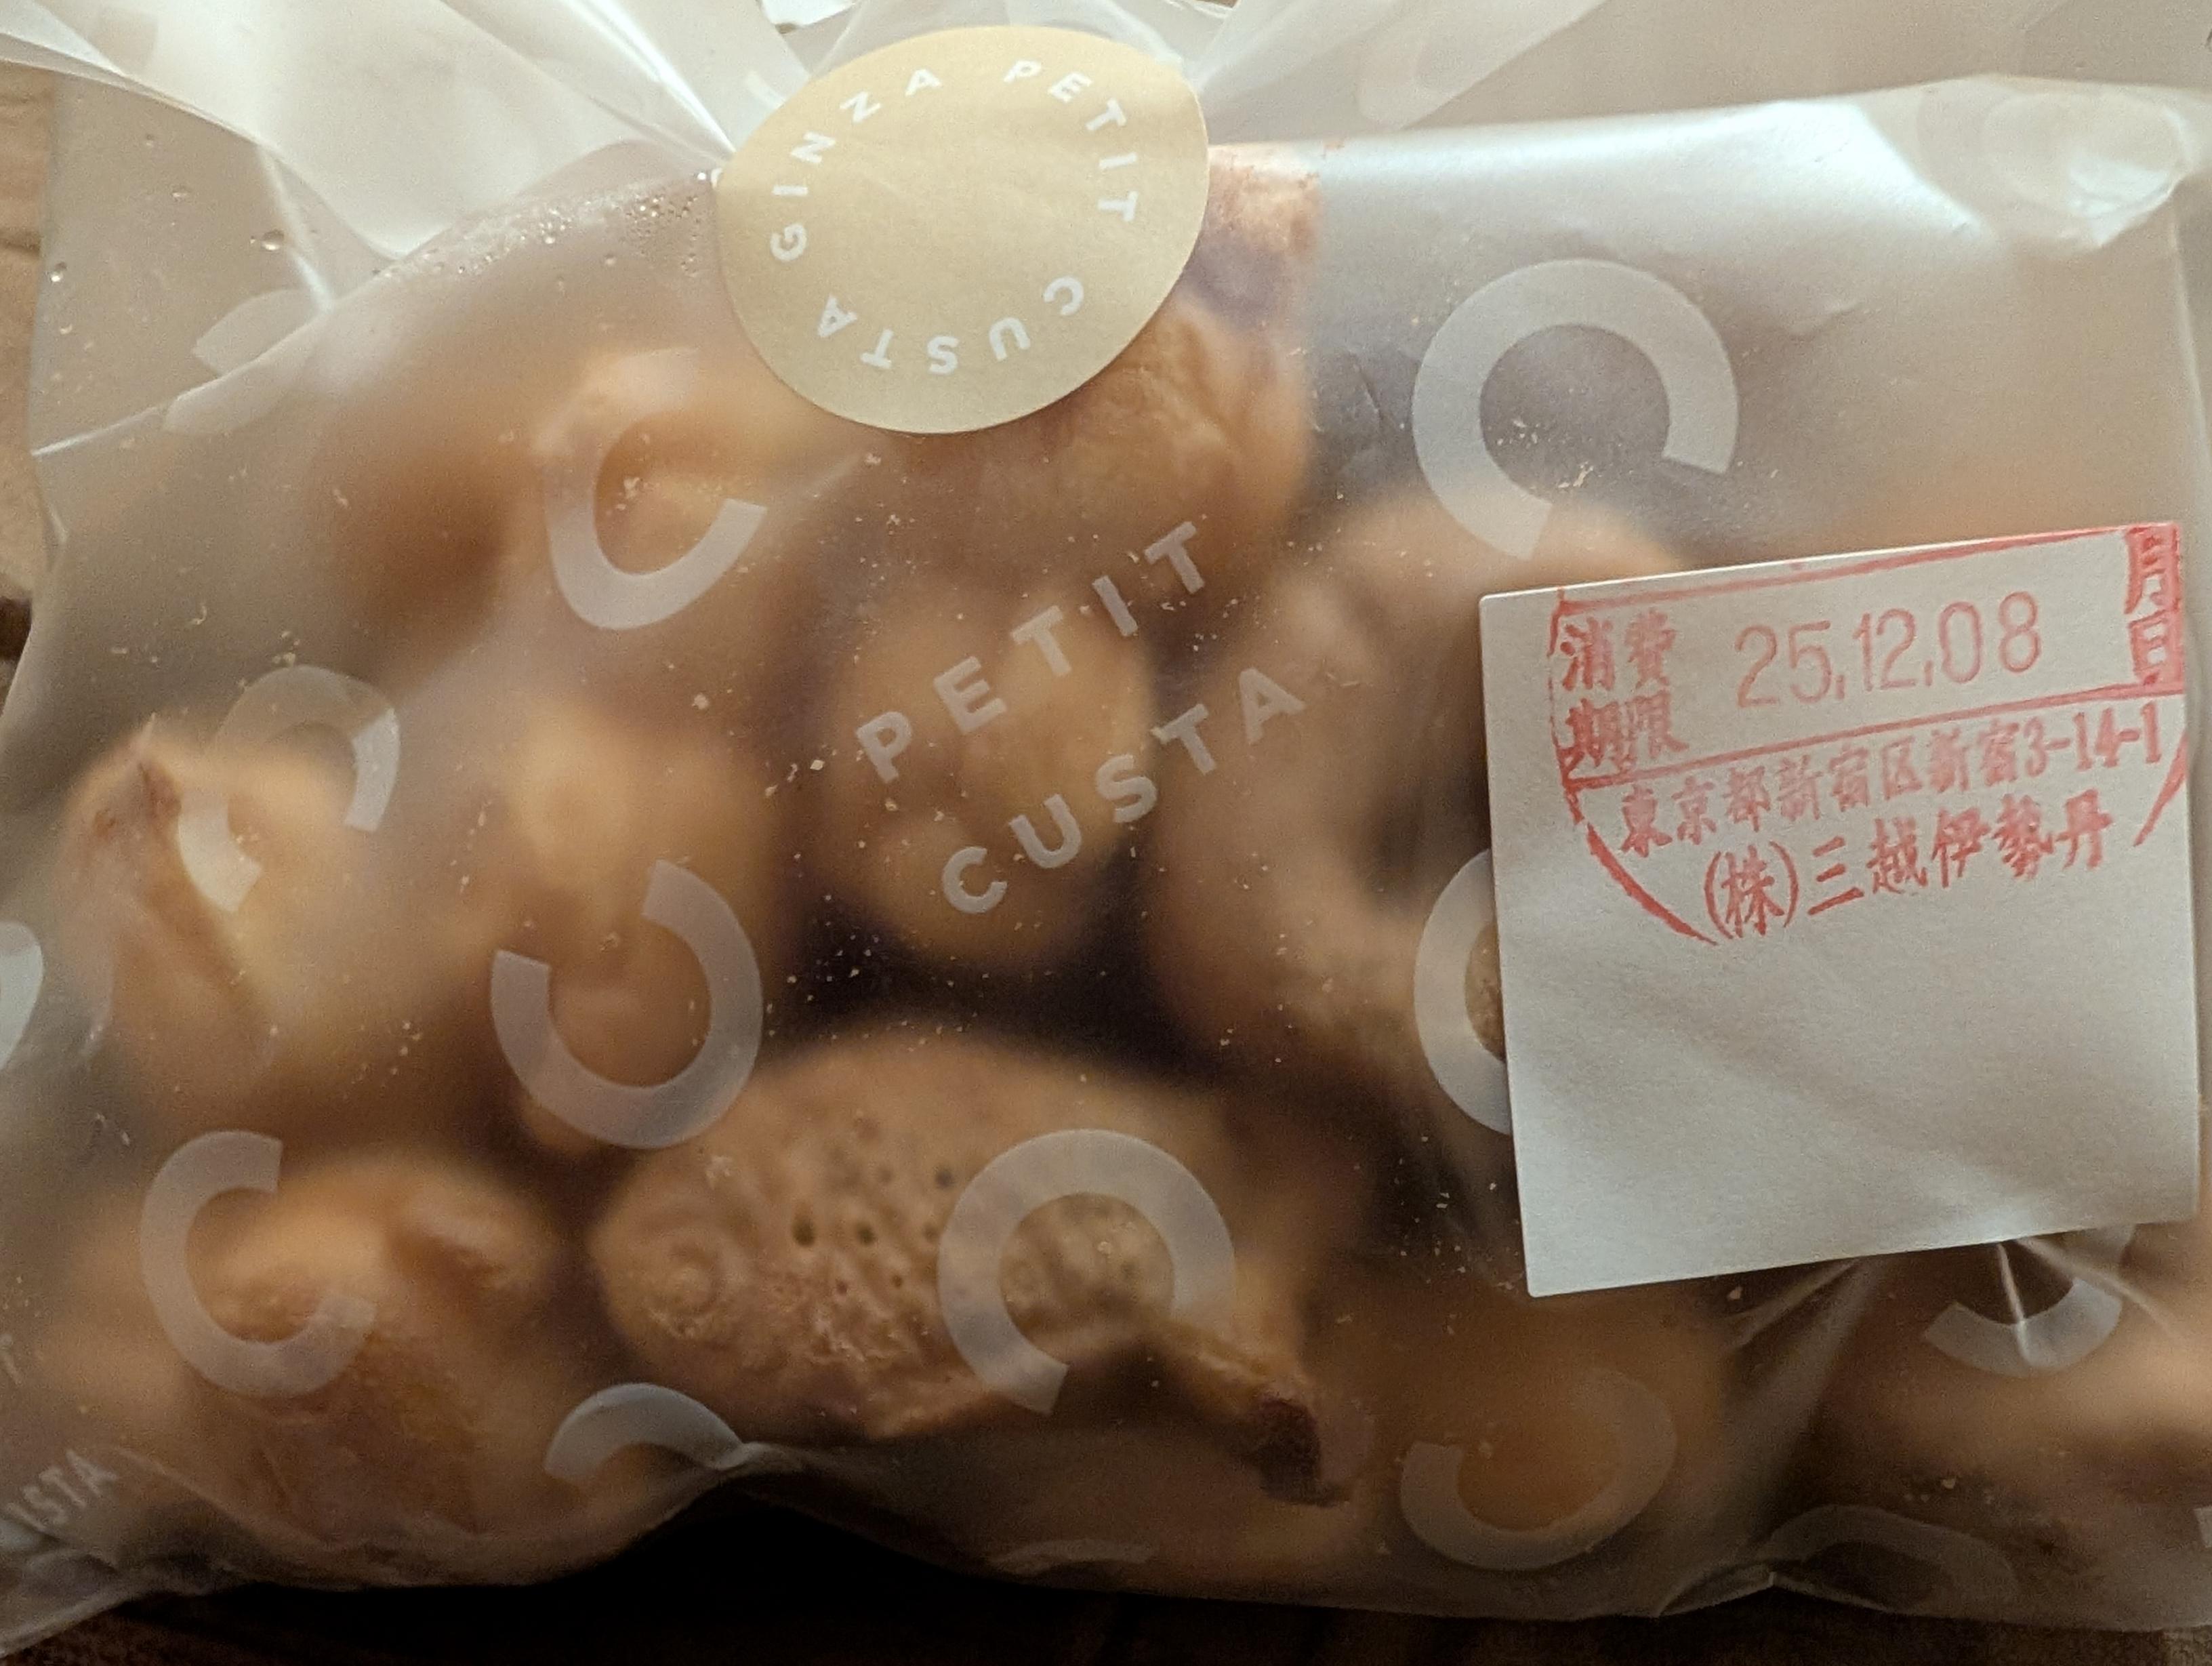 GINZA PETIT CUSTA
PETIT
CUSTA
消費期限 25.12.08 月日
東京都新宿区新宿3-14-1
(株)三越伊勢丹
USTA